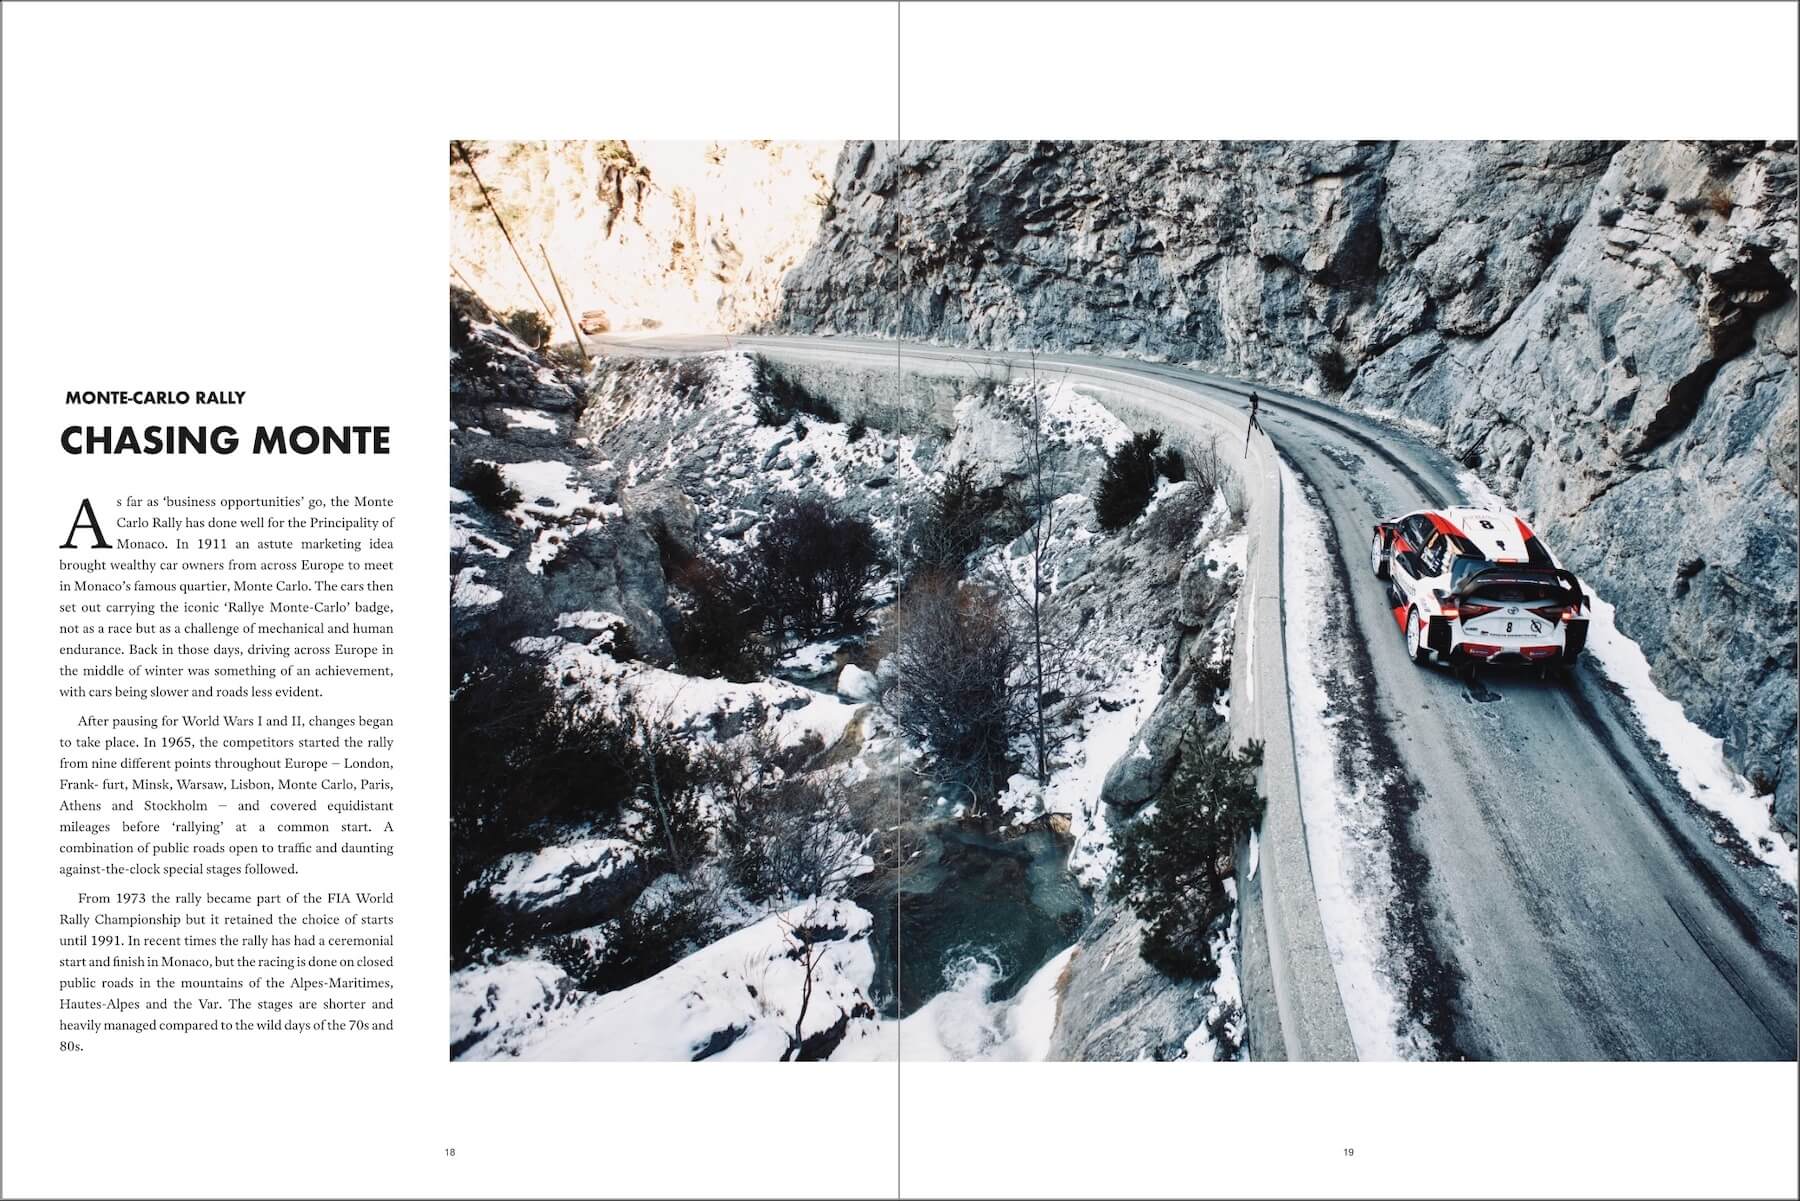 MONTE-CARLO RALLY
CHASING MONTE
As far as ‘business opportunities’ go, the Monte
Carlo Rally has done well for the Principality of
Monaco. In 1911 an astute marketing idea
brought wealthy car owners from across Europe to meet
in Monaco’s famous quartier, Monte Carlo. The cars then
set out carrying the iconic ‘Rallye Monte-Carlo’ badge,
not as a race but as a challenge of mechanical and human
endurance. Back in those days, driving across Europe in
the middle of winter was something of an achievement,
with cars being slower and roads less evident.
After pausing for World Wars I and II, changes began
to take place. In 1965, the competitors started the rally
from nine different points throughout Europe – London,
Frank- furt, Minsk, Warsaw, Lisbon, Monte Carlo, Paris,
Athens and Stockholm – and covered equidistant
mileages before ‘rallying’ at a common start. A
combination of public roads open to traffic and daunting
against-the-clock special stages followed.
From 1973 the rally became part of the FIA World
Rally Championship but it retained the choice of starts
until 1991. In recent times the rally has had a ceremonial
start and finish in Monaco, but the racing is done on closed
public roads in the mountains of the Alpes-Maritimes,
Hautes-Alpes and the Var. The stages are shorter and
heavily managed compared to the wild days of the 70s and
80s.
8
8
18
19